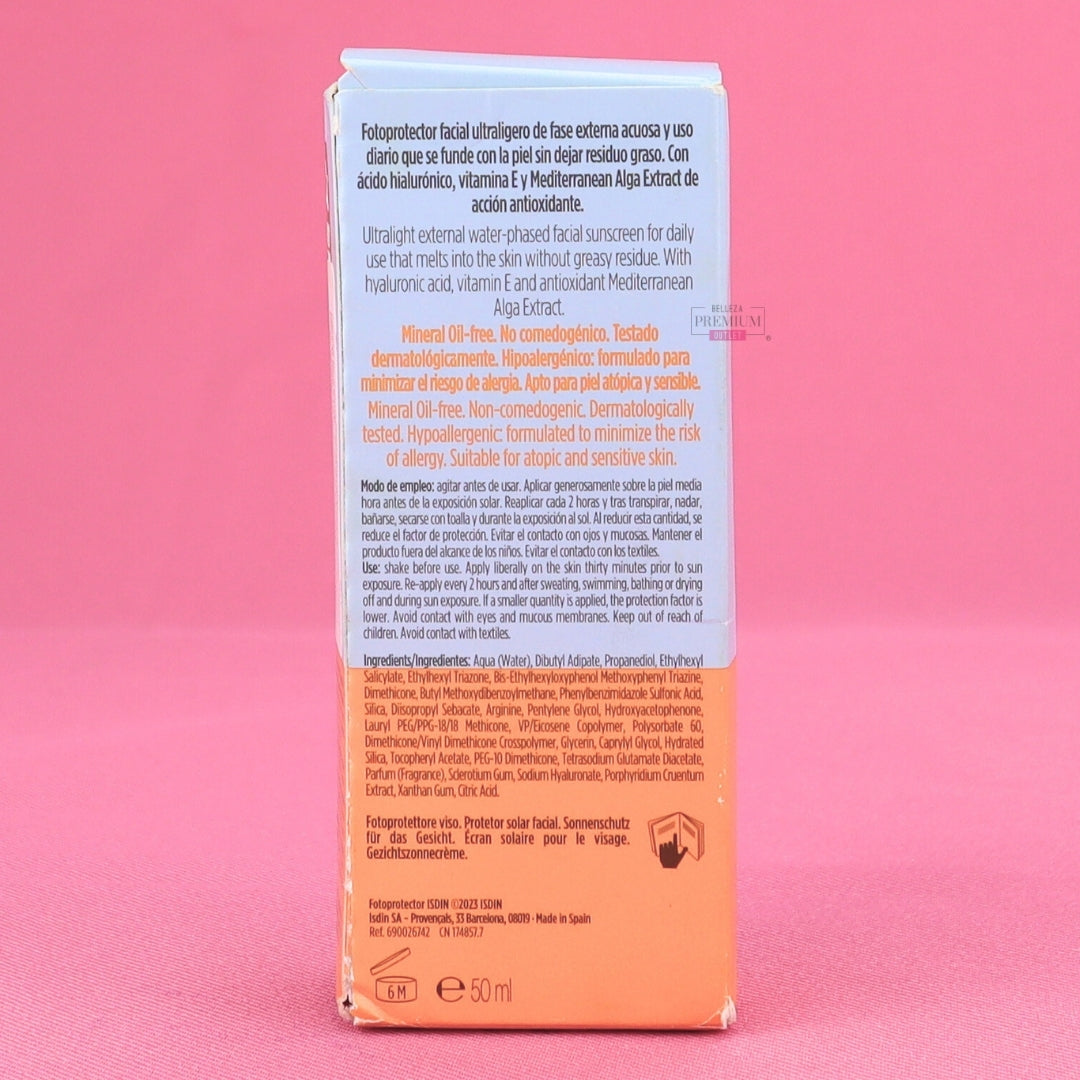 Fotoprotector facial ultraligero de fase externa acuosa y uso
diario que se funde con la piel sin dejar residuo graso. Con
ácido hialurónico, vitamina E y Mediterranean Alga Extract de
acción antioxidante.
Ultralight external water-phased facial sunscreen for daily
use that melts into the skin without greasy residue. With
hyaluronic acid, vitamin E and antioxidant Mediterranean
Alga Extract.
BELLEZA
PREMIUM
OUTLET ®
Mineral Oil-free. No comedogénico. Testado
dermatológicamente. Hipoalergénico: formulado para
minimizar el riesgo de alergia. Apto para piel atópica y sensible.
Mineral Oil-free. Non-comedogenic. Dermatologically
tested. Hypoallergenic: formulated to minimize the risk
of allergy. Suitable for atopic and sensitive skin.
Modo de empleo: agitar antes de usar. Aplicar generosamente sobre la piel media
hora antes de la exposición solar. Reaplicar cada 2 horas y tras transpirar, nadar,
bañarse, secarse con toalla y durante la exposición al sol. Al reducir esta cantidad, se
reduce el factor de protección. Evitar el contacto con ojos y mucosas. Mantener el
producto fuera del alcance de los niños. Evitar el contacto con los textiles.
Use: shake before use. Apply liberally on the skin thirty minutes prior to sun
exposure. Re-apply every 2 hours and after sweating, swimming, bathing or drying
off and during sun exposure. If a smaller quantity is applied, the protection factor is
lower. Avoid contact with eyes and mucous membranes. Keep out of reach of
children. Avoid contact with textiles.
Ingredients/Ingredientes: Aqua (Water), Dibutyl Adipate, Propanediol, Ethylhexyl
Salicylate, Ethylhexyl Triazone, Bis-Ethylhexyloxyphenol Methoxyphenyl Triazine,
Dimethicone, Butyl Methoxydibenzoylmethane, Phenylbenzimidazole Sulfonic Acid,
Silica, Diisopropyl Sebacate, Arginine, Pentylene Glycol, Hydroxyacetophenone,
Lauryl PEG/PPG-18/18 Methicone, VP/Eicosene Copolymer, Polysorbate 60,
Dimethicone/Vinyl Dimethicone Crosspolymer, Glycerin, Caprylyl Glycol, Hydrated
Silica, Tocopheryl Acetate, PEG-10 Dimethicone, Tetrasodium Glutamate Diacetate,
Parfum (Fragrance), Sclerotium Gum, Sodium Hyaluronate, Porphyridium Cruentum
Extract, Xanthan Gum, Citric Acid.
Fotoprotettore viso. Protetor solar facial. Sonnenschutz
für das Gesicht. Écran solaire pour le visage.
Gezichtszonnecrème.
Fotoprotector ISDIN ©2023 ISDIN
Isdin SA - Provençals, 33 Barcelona, 08019 · Made in Spain
Ref. 690026742 CN 174857.7
6 M
e 50 ml